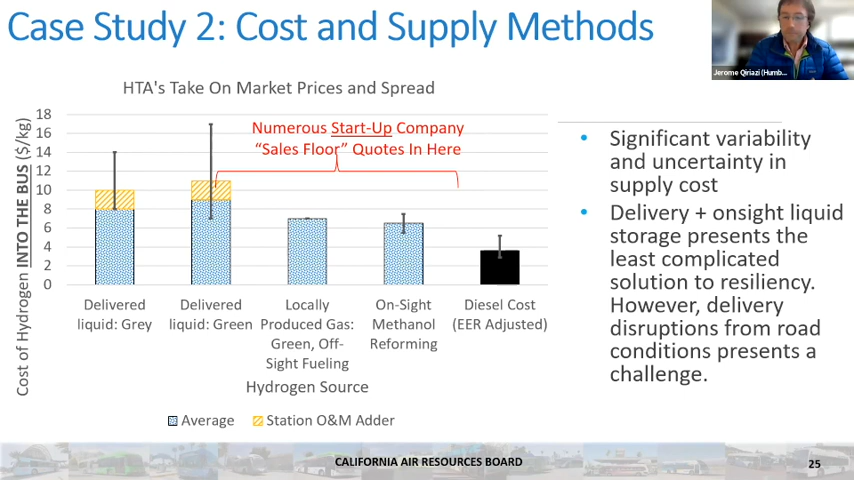 Case Study 2: Cost and Supply Methods
Jerome Qiriazi (Humb...
HTA's Take On Market Prices and Spread
Cost of Hydrogen INTO THE BUS ($/kg)
18
16
14
12
10
8
6
4
2
0
Numerous Start-Up Company
“Sales Floor” Quotes In Here
Delivered
liquid: Grey
Delivered
liquid: Green
Locally
Produced Gas:
Green, Off-
Sight Fueling
On-Sight
Methanol
Reforming
Diesel Cost
(EER Adjusted)
Hydrogen Source
Average
Station O&M Adder
• Significant variability
and uncertainty in
supply cost
• Delivery + onsight liquid
storage presents the
least complicated
solution to resiliency.
However, delivery
disruptions from road
conditions presents a
challenge.
CALIFORNIA AIR RESOURCES BOARD
25